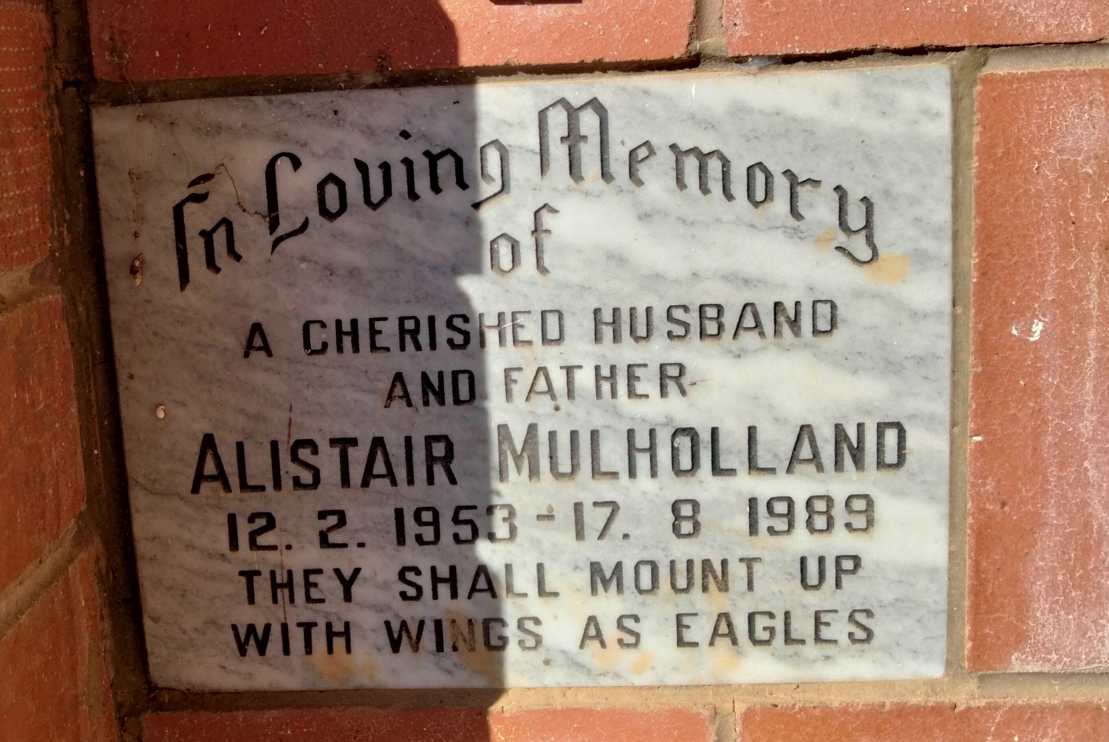 In Loving Memory
of
A CHERISHED HUSBAND
AND FATHER
ALISTAIR MULHOLLAND
12. 2. 1953 - 17. 8 1989
THEY SHALL MOUNT UP
WITH WINGS AS EAGLES